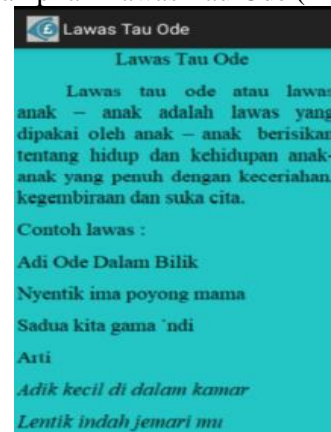 Lawas Tau Ode
Lawas Tau Ode
Lawas tau ode atau lawas
anak – anak adalah lawas yang
dipakai oleh anak – anak berisikan
tentang hidup dan kehidupan anak-
anak yang penuh dengan keceriahan,
kegembiraan dan suka cita.
Contoh lawas :
Adi Ode Dalam Bilik
Nyentik ima poyong mama
Sadua kita gama `ndi
Arti
Adik kecil di dalam kamar
Lentik indah jemari mu